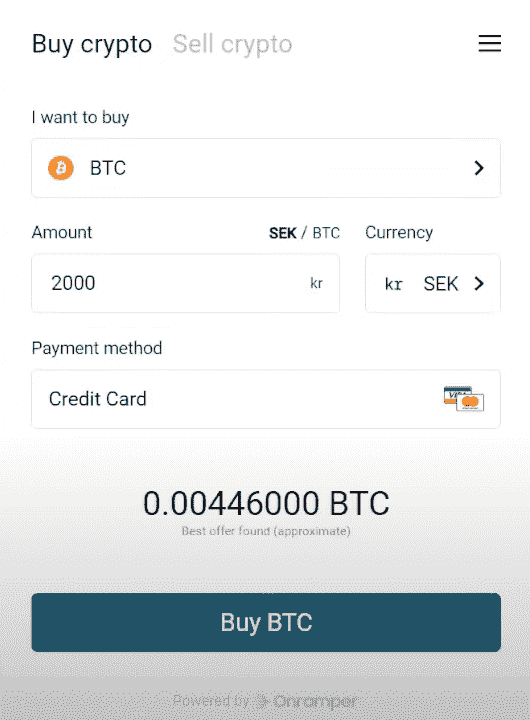 Buy crypto Sell crypto
I want to buy
BTC
Amount SEK / BTC Currency
2000 kr kr SEK
Payment method
Credit Card VISA
0.00446000 BTC
Best offer found (approximate)
Buy BTC
Powered by Onramper